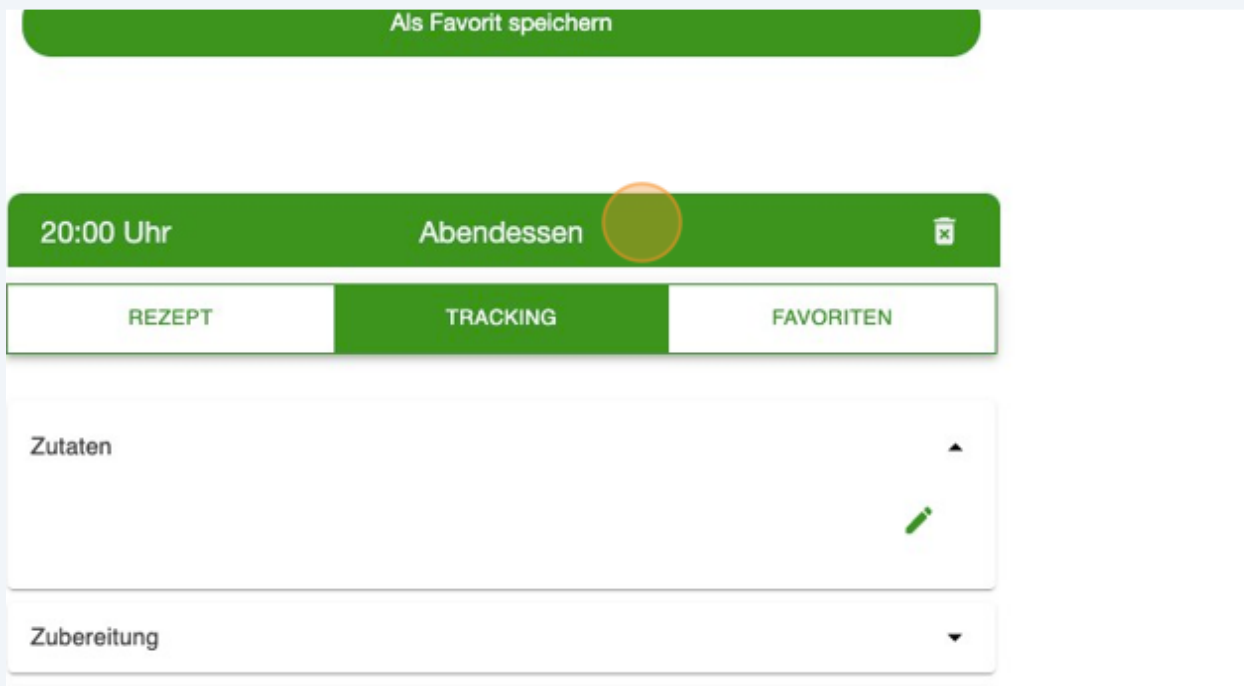 Als Favorit speichern
20:00 Uhr Abendessen
REZEPT TRACKING FAVORITEN
Zutaten
Zubereitung